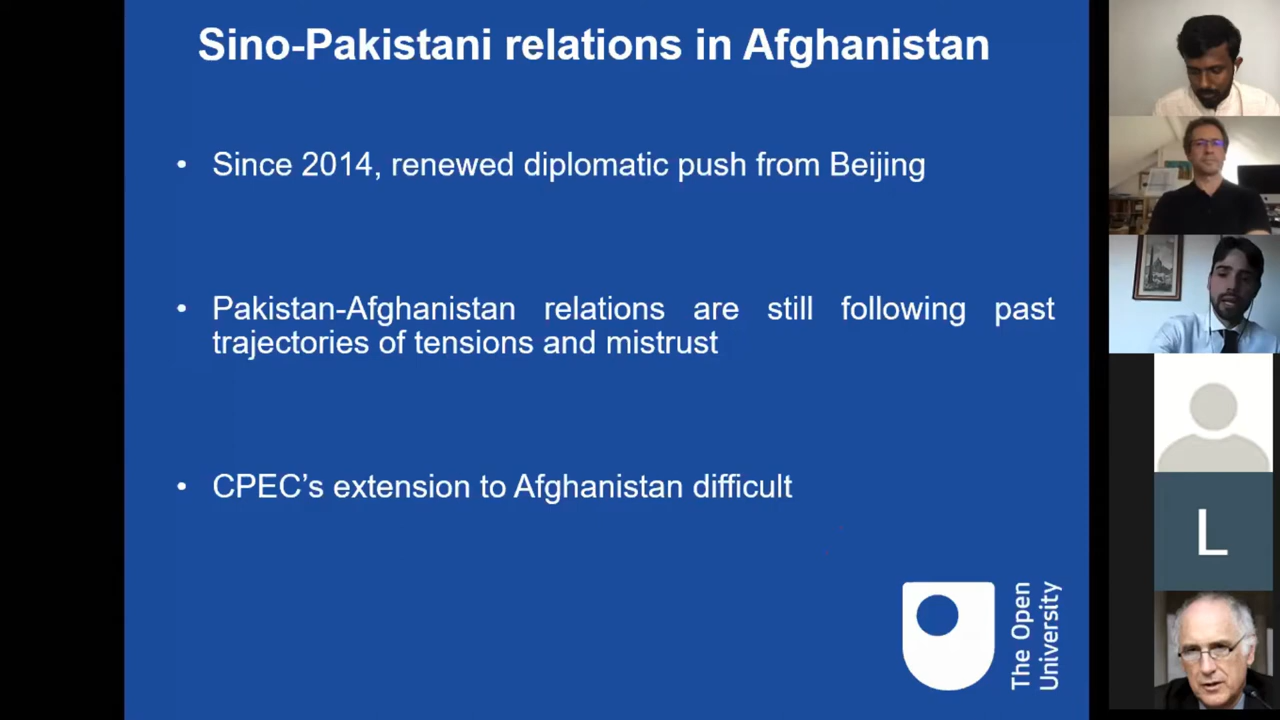 Sino-Pakistani relations in Afghanistan
• Since 2014, renewed diplomatic push from Beijing
• Pakistan-Afghanistan relations are still following past
trajectories of tensions and mistrust
• CPEC’s extension to Afghanistan difficult
The Open
University
L